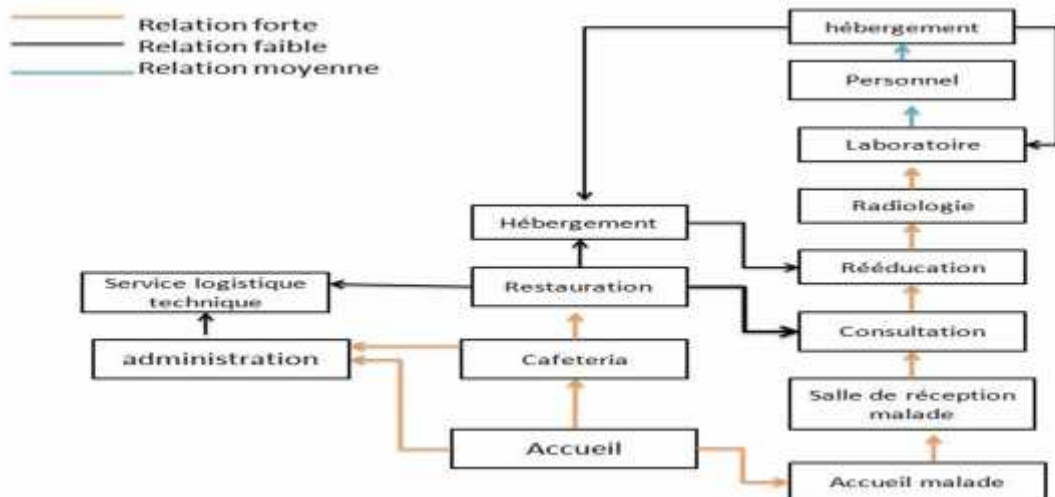 Relation forte
Relation faible
Relation moyenne
hébergement
Personnel
Laboratoire
Radiologie
Hébergement
Rééducation
Service logistique
technique
Restauration
Consultation
administration
Cafeteria
Salle de réception
malade
Accueil
Accueil malade